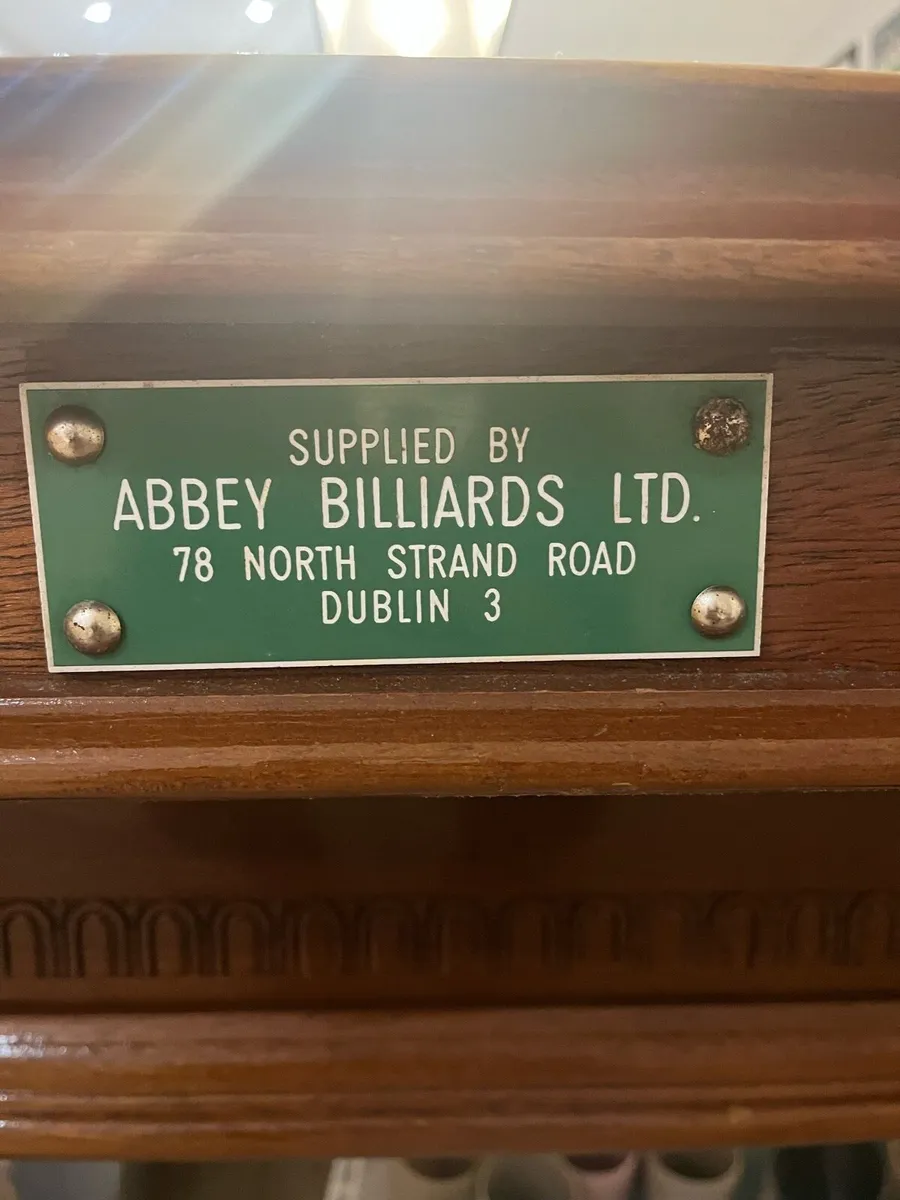 SUPPLIED BY
ABBEY BILLIARDS LTD.
78 NORTH STRAND ROAD
DUBLIN 3